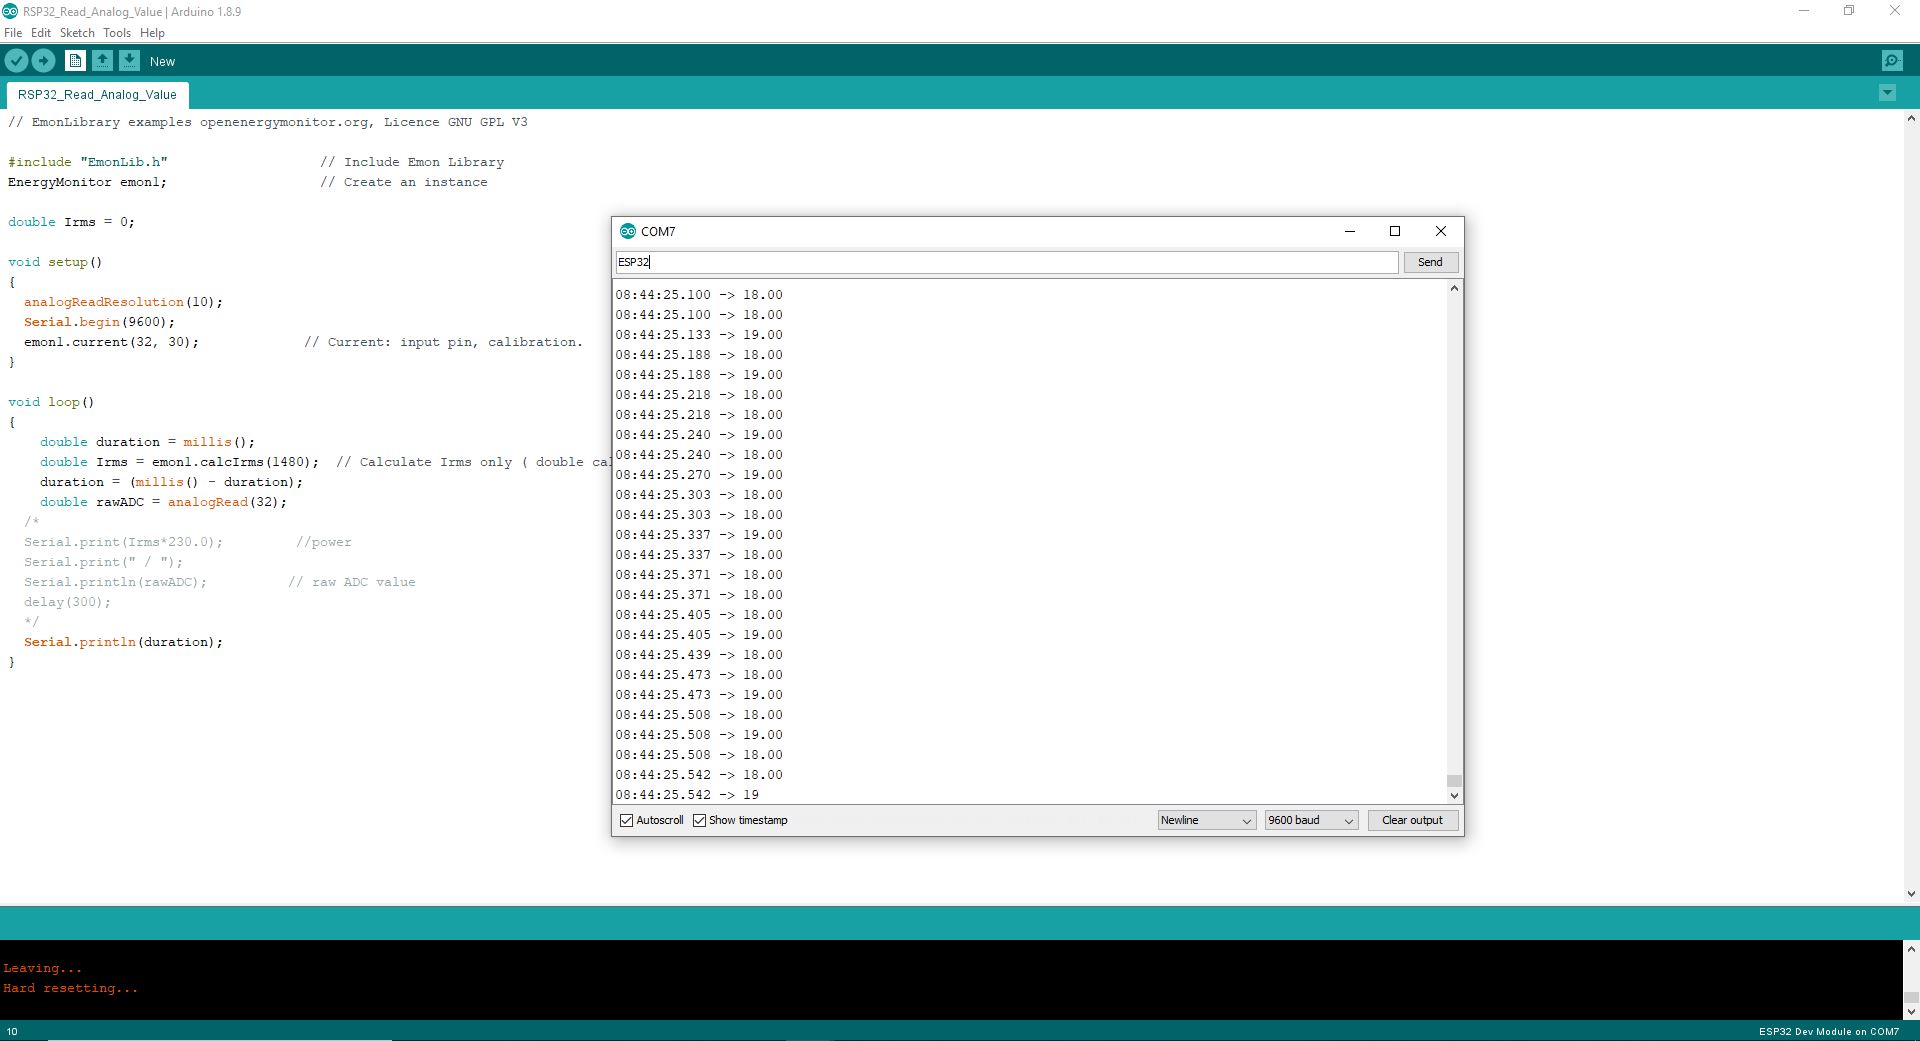 RSP32_Read_Analog_Value | Arduino 1.8.9
File Edit Sketch Tools Help
New
RSP32_Read_Analog_Value
// EmonLibrary examples openenergymonitor.org, Licence GNU GPL V3
#include "EmonLib.h" // Include Emon Library
EnergyMonitor emon1; // Create an instance
double Irms = 0;
void setup()
{
analogReadResolution(10);
Serial.begin(9600);
emon1.current(32, 30); // Current: input pin, calibration.
}
void loop()
{
double duration = millis();
double Irms = emon1.calcIrms(1480); // Calculate Irms only ( double cal
duration = (millis() - duration);
double rawADC = analogRead(32);
/*
Serial.print(Irms*230.0); //power
Serial.print(" / ");
Serial.println(rawADC); // raw ADC value
delay(300);
*/
Serial.println(duration);
}
COM7
ESP32
Send
08:44:25.100 -> 18.00
08:44:25.100 -> 18.00
08:44:25.133 -> 19.00
08:44:25.188 -> 18.00
08:44:25.188 -> 19.00
08:44:25.218 -> 18.00
08:44:25.218 -> 18.00
08:44:25.240 -> 19.00
08:44:25.240 -> 18.00
08:44:25.270 -> 19.00
08:44:25.303 -> 18.00
08:44:25.303 -> 18.00
08:44:25.337 -> 19.00
08:44:25.337 -> 18.00
08:44:25.371 -> 18.00
08:44:25.371 -> 18.00
08:44:25.405 -> 18.00
08:44:25.405 -> 19.00
08:44:25.439 -> 18.00
08:44:25.473 -> 18.00
08:44:25.473 -> 19.00
08:44:25.508 -> 18.00
08:44:25.508 -> 19.00
08:44:25.508 -> 18.00
08:44:25.542 -> 18.00
08:44:25.542 -> 19
Autoscroll Show timestamp Newline 9600 baud Clear output
Leaving...
Hard resetting...
10 ESP32 Dev Module on COM7